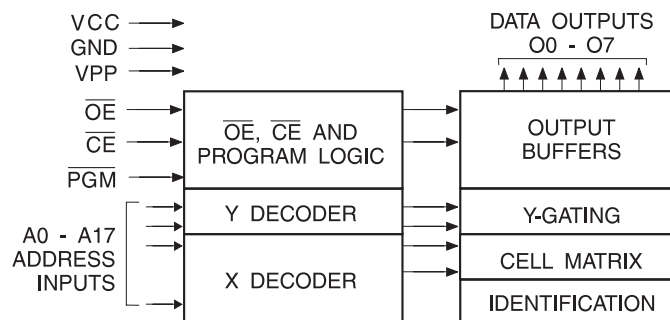 VCC
GND
VPP
OE
CE
PGM
A0 - A17
ADDRESS
INPUTS
OE, CE AND
PROGRAM LOGIC
Y DECODER
X DECODER
DATA OUTPUTS
O0 - O7
OUTPUT
BUFFERS
Y-GATING
CELL MATRIX
IDENTIFICATION